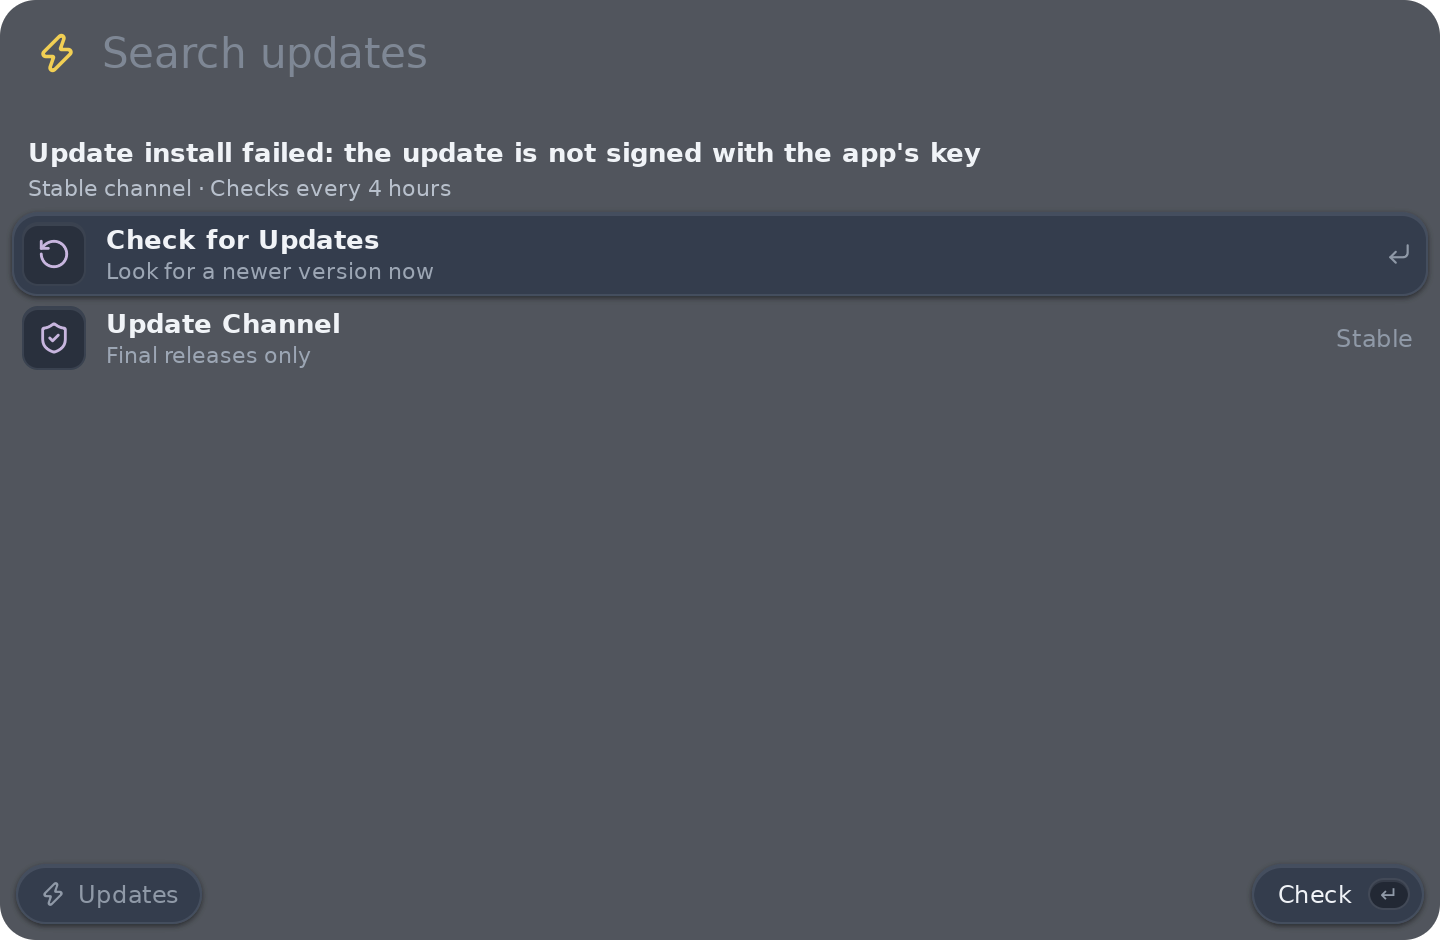 Search updates
Update install failed: the update is not signed with the app's key
Stable channel · Checks every 4 hours
Check for Updates
Look for a newer version now
Update Channel
Final releases only
Stable
Updates
Check